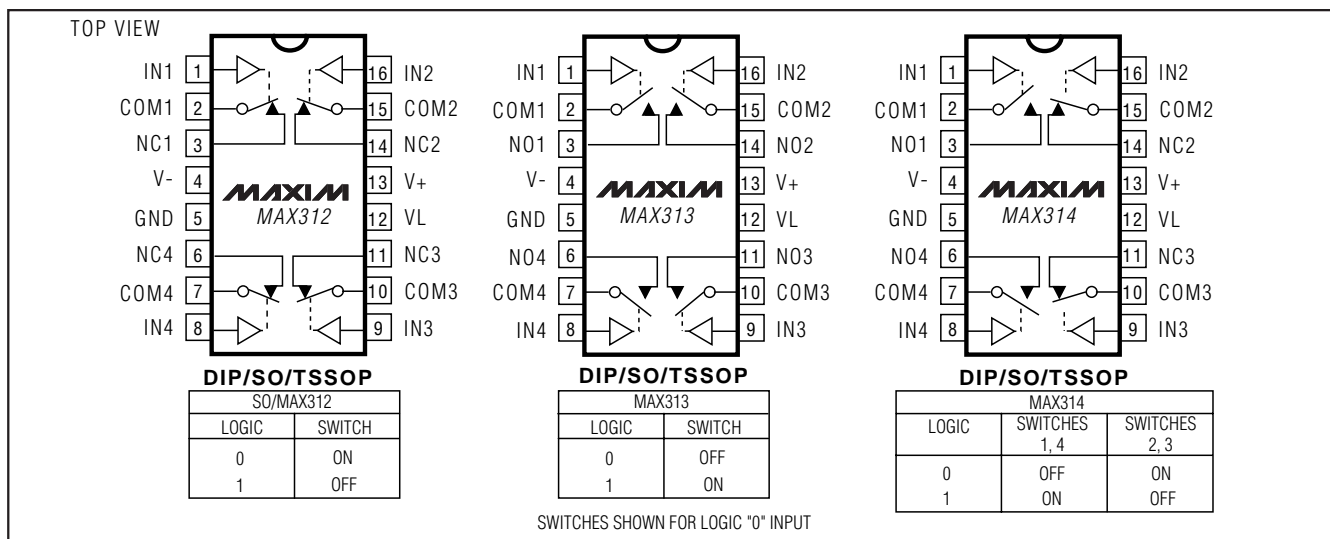 TOP VIEW
IN1 1 16 IN2
COM1 2 15 COM2
NC1 3 14 NC2
V- 4 13 V+
GND 5 12 VL
NC4 6 11 NC3
COM4 7 10 COM3
IN4 8 9 IN3
MAXIM
MAX312
DIP/SO/TSSOP
SO/MAX312
LOGIC SWITCH
0 ON
1 OFF
IN1 1 16 IN2
COM1 2 15 COM2
NO1 3 14 NO2
V- 4 13 V+
GND 5 12 VL
NO4 6 11 NO3
COM4 7 10 COM3
IN4 8 9 IN3
MAXIM
MAX313
DIP/SO/TSSOP
MAX313
LOGIC SWITCH
0 OFF
1 ON
IN1 1 16 IN2
COM1 2 15 COM2
NO1 3 14 NC2
V- 4 13 V+
GND 5 12 VL
NO4 6 11 NC3
COM4 7 10 COM3
IN4 8 9 IN3
MAXIM
MAX314
DIP/SO/TSSOP
MAX314
LOGIC SWITCHES 1, 4 SWITCHES 2, 3
0 OFF ON
1 ON OFF
SWITCHES SHOWN FOR LOGIC "0" INPUT